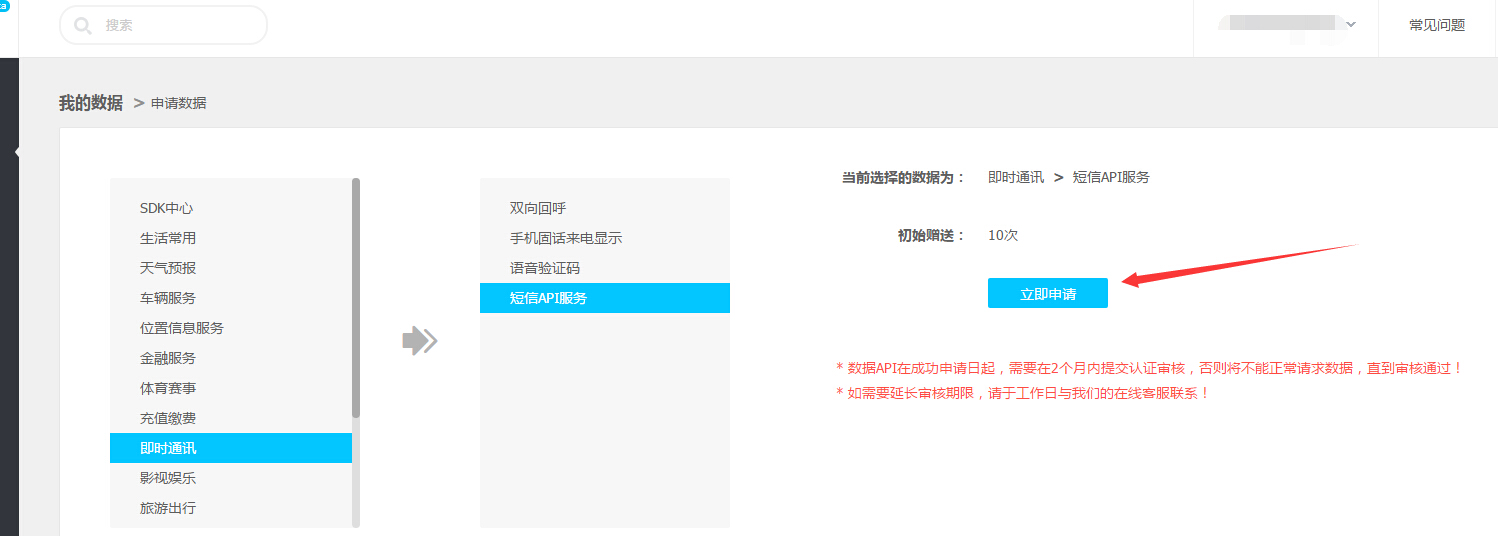 搜索
常见问题
我的数据 > 申请数据
SDK中心
生活常用
天气预报
车辆服务
位置信息服务
金融服务
体育赛事
充值缴费
即时通讯
影视娱乐
旅游出行
双向回呼
手机固话来电显示
语音验证码
短信API服务
当前选择的数据为： 即时通讯 > 短信API服务
初始赠送： 10次
立即申请
* 数据API在成功申请日起，需要在2个月内提交认证审核，否则将不能正常请求数据，直到审核通过！
* 如需要延长审核期限，请于工作日与我们的在线客服联系！